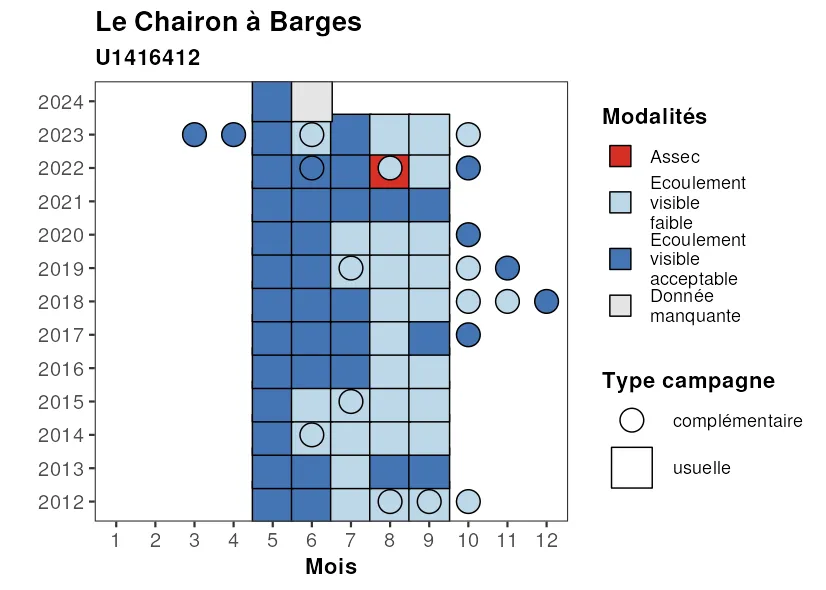 Le Chairon à Barges
U1416412
2024
2023
2022
2021
2020
2019
2018
2017
2016
2015
2014
2013
2012
1 2 3 4 5 6 7 8 9 10 11 12
Mois
Modalités
Assec
Ecoulement
visible
faible
Ecoulement
visible
acceptable
Donnée
manquante
Type campagne
complémentaire
usuelle